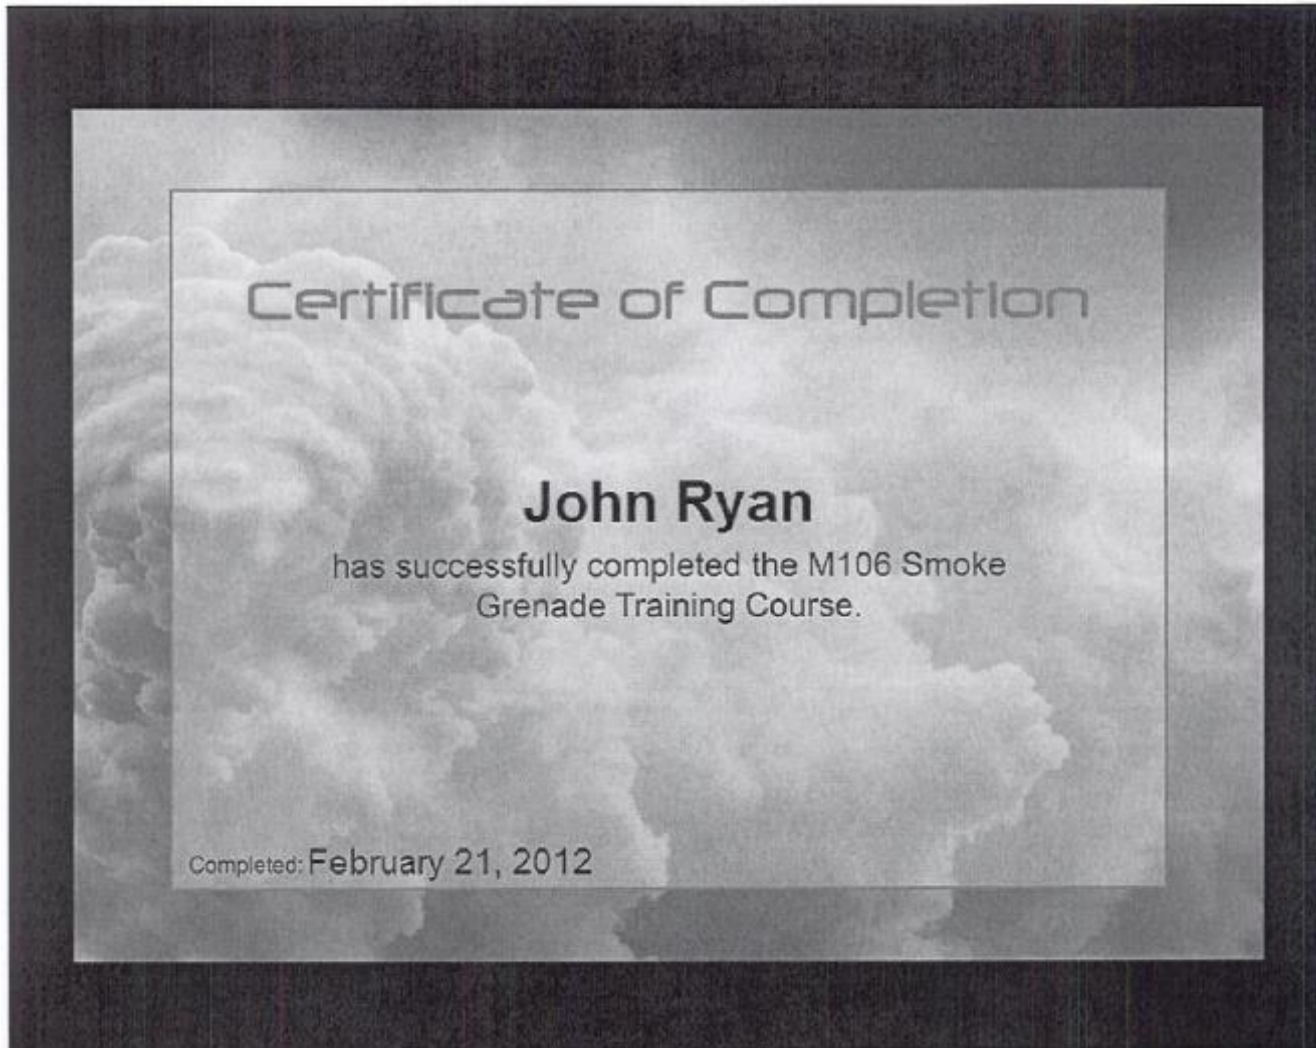 Certificate of Completion
John Ryan
has successfully completed the M106 Smoke
Grenade Training Course.
Completed: February 21, 2012